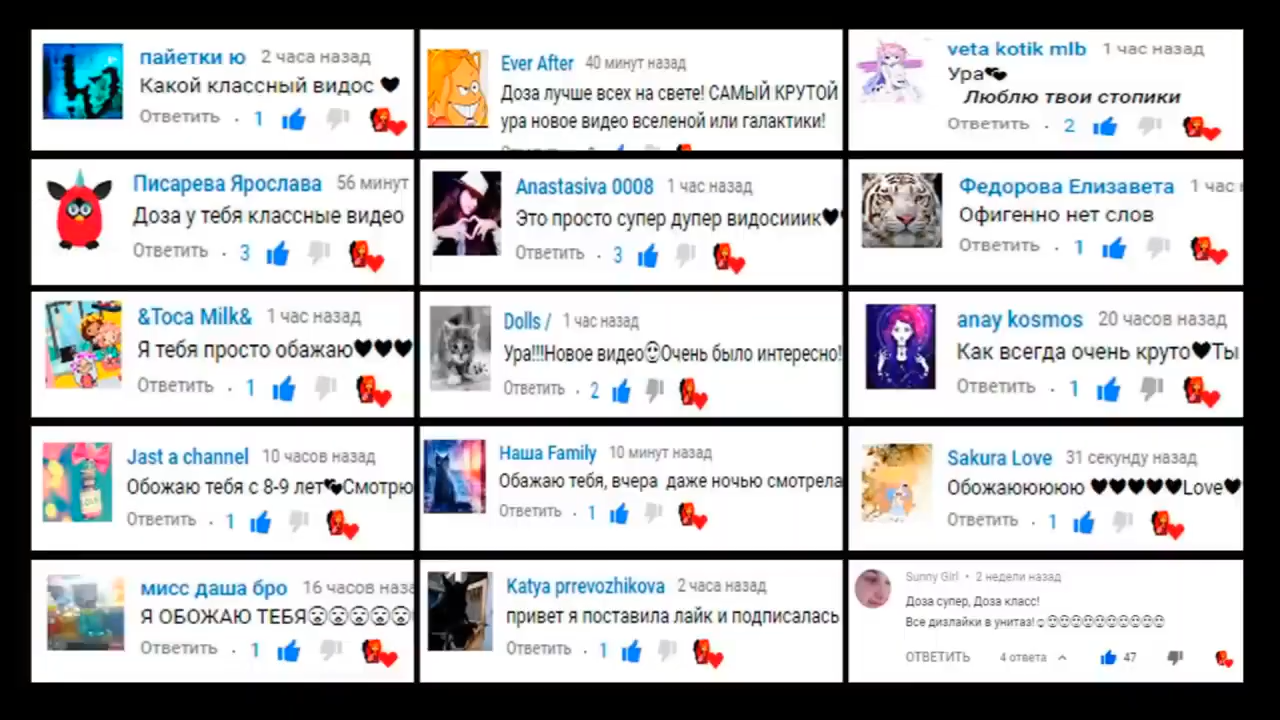 пайетки ю 2 часа назад
Какой классный видос ♥
Ответить · 1
Ever After 40 минут назад
Доза лучше всех на свете! САМЫЙ КРУТОЙ
ура новое видео вселеной или галактики!
veta kotik mlb 1 час назад
Ура💕
Люблю твои стопики
Ответить · 2
Писарева Ярослава 56 минут
Доза у тебя классные видео
Ответить · 3
Anastasiva 0008 1 час назад
Это просто супер дупер видосииик♥
Ответить · 3
Федорова Елизавета 1 час
Офигенно нет слов
Ответить · 1
&Toca Milk& 1 час назад
Я тебя просто обажаю♥♥♥
Ответить · 1
Dolls / 1 час назад
Ура!!!Новое видео☺Очень было интересно!
Ответить · 2
anay kosmos 20 часов назад
Как всегда очень круто♥Ты
Ответить · 1
Jast a channel 10 часов назад
Обожаю тебя с 8-9 лет💕Смотрю
Ответить · 1
Наша Family 10 минут назад
Обажаю тебя, вчера даже ночью смотрела
Ответить · 1
Sakura Love 31 секунду назад
Обожаюююю ♥♥♥♥♥Love♥
Ответить · 1
мисс даша бро 16 часов наза
Я ОБОЖАЮ ТЕБЯ😮😮😮😮😮
Ответить · 1
Katya prrevozhikova 2 часа назад
привет я поставила лайк и подписалась
Ответить · 1
Sunny Girl • 2 недели назад
Доза супер, Доза класс!
Все дизлайки в унитаз!
ОТВЕТИТЬ 4 ответа 47